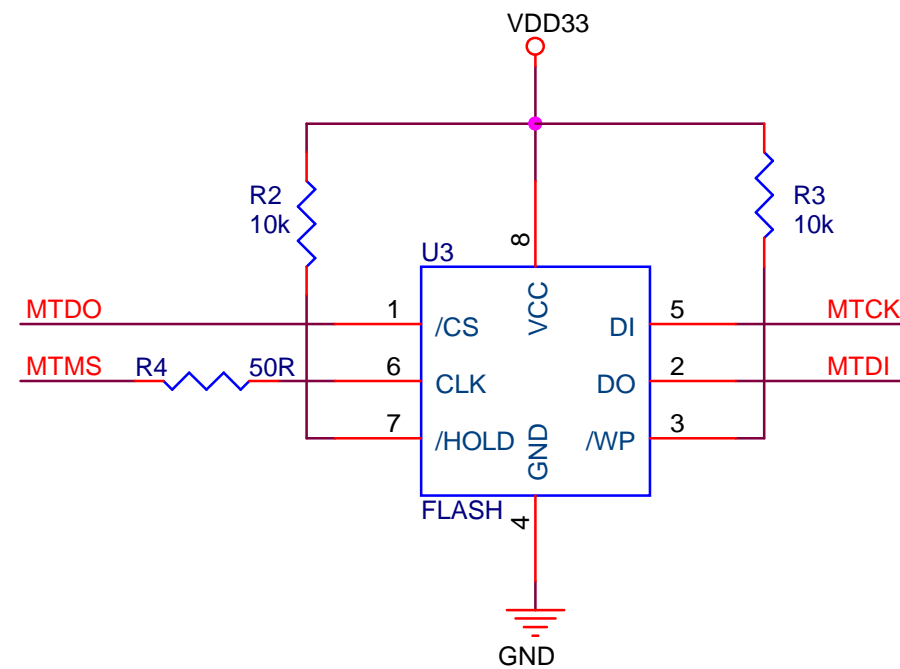 VDD33
R2
10k
R3
10k
U3
8
VCC
MTDO
1
/CS
DI
5
MTCK
MTMS
R4
50R
6
CLK
DO
2
MTDI
7
/HOLD
GND
/WP
3
FLASH
4
GND